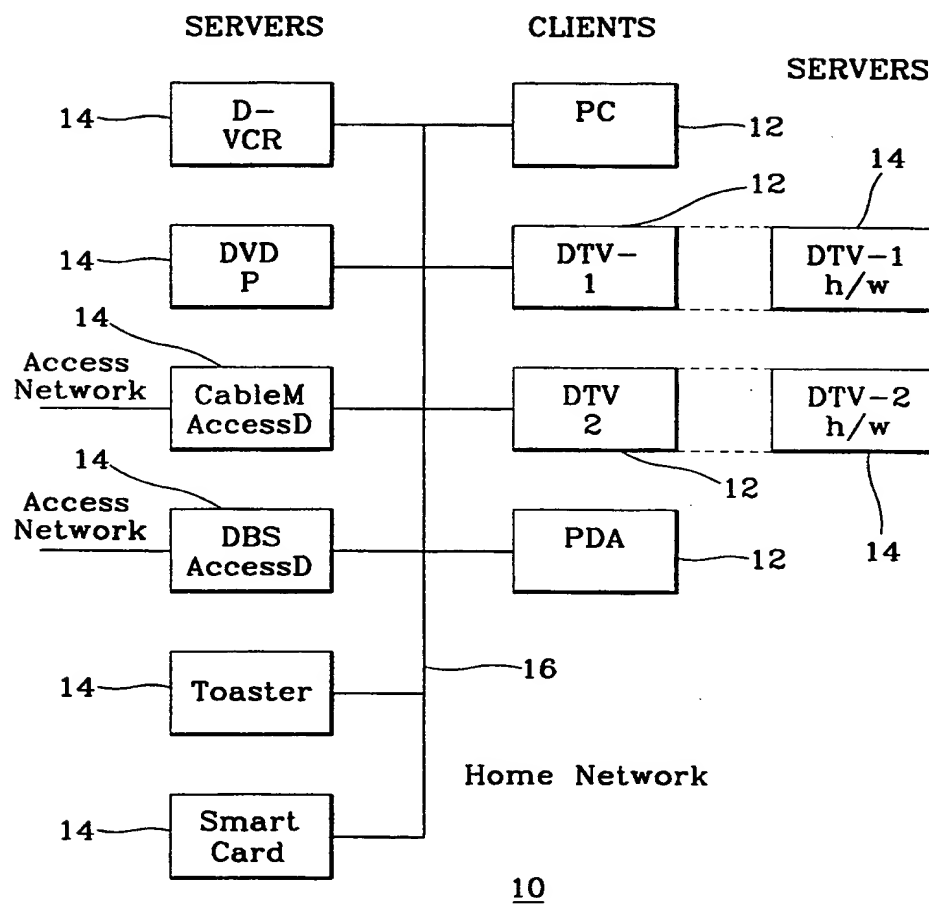 SERVERS
CLIENTS
SERVERS
14
D-
VCR
PC
12
12
14
14
DVD
P
DTV-
1
DTV-1
h/w
14
Access
Network
CableM
AccessD
DTV
2
DTV-2
h/w
14
12
Access
Network
DBS
AccessD
PDA
12
14
14
Toaster
16
Home Network
14
Smart
Card
10